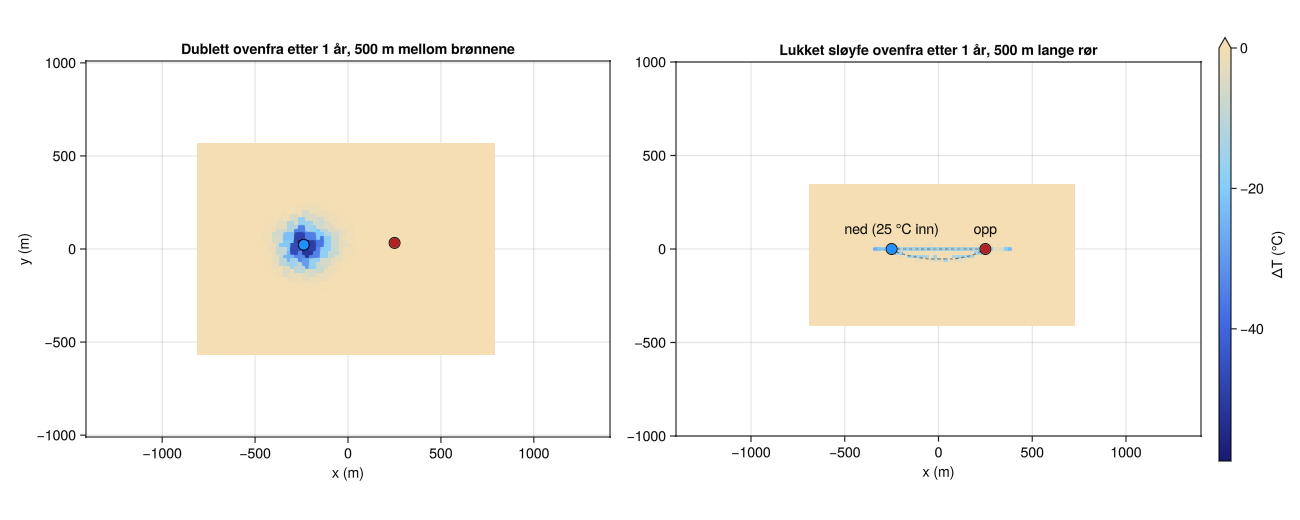 Dublett ovenfra etter 1 år, 500 m mellom brønnene
1000
500
0
−500
−1000
y (m)
−1000
−500
0
500
1000
x (m)
Lukket sløyfe ovenfra etter 1 år, 500 m lange rør
1000
500
0
−500
−1000
ned (25 °C inn)
opp
−1000
−500
0
500
1000
x (m)
0
−20
−40
ΔT (°C)